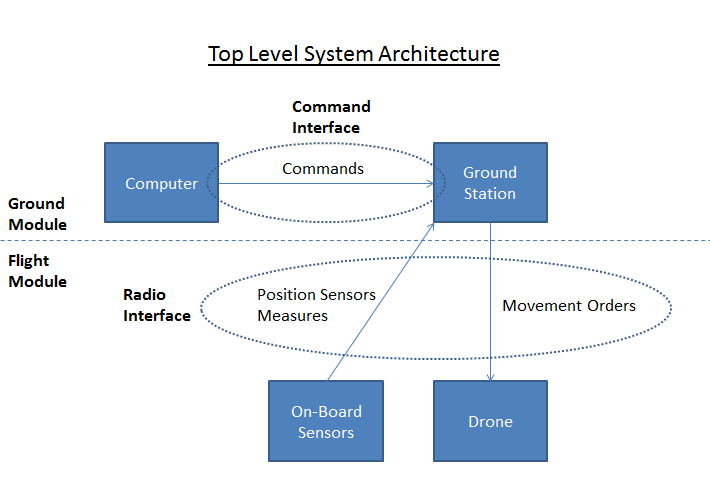 Top Level System Architecture
Command
Interface
Computer
Commands
Ground
Station
Ground
Module
Flight
Module
Radio
Interface
Position Sensors
Measures
Movement Orders
On-Board
Sensors
Drone